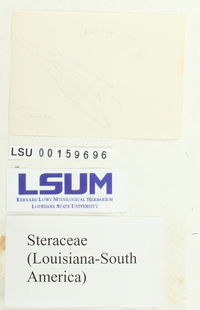 LSU 00159696
LSUM
BERNARD LOWY MYCOLOGICAL HERBARIUM
LOUISIANA STATE UNIVERSITY
Steraceae
(Louisiana-South
America)